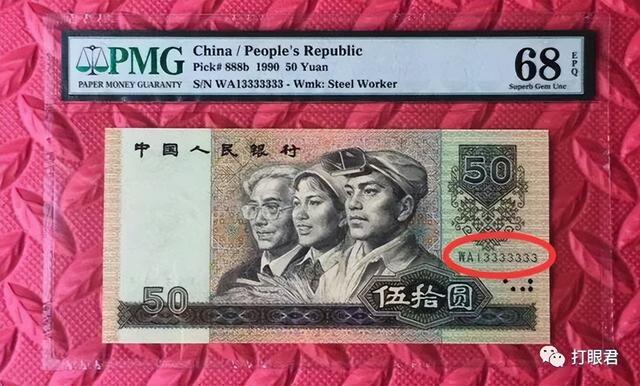 PMG
PAPER MONEY GUARANTY
China / People's Republic
Pick# 888b 1990 50 Yuan
S/N WA13333333 - Wmk: Steel Worker
68 EPQ
Superb Gem Unc
中国人民银行
50
WA13333333
50
伍拾圆
打眼君